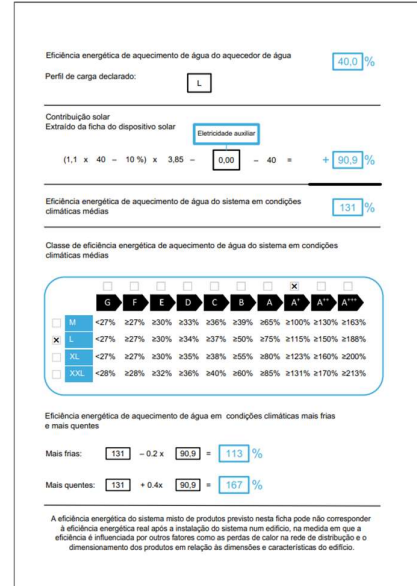 Eficiência energética de aquecimento de água do aquecedor de água 40,0 %
Perfil de carga declarado: L
Contribuição solar
Extraído da ficha do dispositivo solar
Eletricidade auxiliar
(1,1 x 40 – 10 %) x 3,85 – 0,00 – 40 = + 90,9 %
Eficiência energética de aquecimento de água do sistema em condições
climáticas médias 131 %
Classe de eficiência energética de aquecimento de água do sistema em condições
climáticas médias
G F E D C B A A+ A++ A+++
M <27% ≥27% ≥30% ≥33% ≥36% ≥39% ≥65% ≥100% ≥130% ≥163%
L <27% ≥27% ≥30% ≥34% ≥37% ≥50% ≥75% ≥115% ≥150% ≥188%
XL <27% ≥27% ≥30% ≥35% ≥38% ≥55% ≥80% ≥123% ≥160% ≥200%
XXL <28% ≥28% ≥32% ≥36% ≥40% ≥60% ≥85% ≥131% ≥170% ≥213%
Eficiência energética de aquecimento de água em condições climáticas mais frias
e mais quentes
Mais frias: 131 – 0.2 x 90,9 = 113 %
Mais quentes: 131 + 0.4x 90,9 = 167 %
A eficiência energética do sistema misto de produtos previsto nesta ficha pode não corresponder
à eficiência energética real após a instalação do sistema num edifício, na medida em que a
eficiência é influenciada por outros fatores como as perdas de calor na rede de distribuição e o
dimensionamento dos produtos em relação às dimensões e características do edifício.